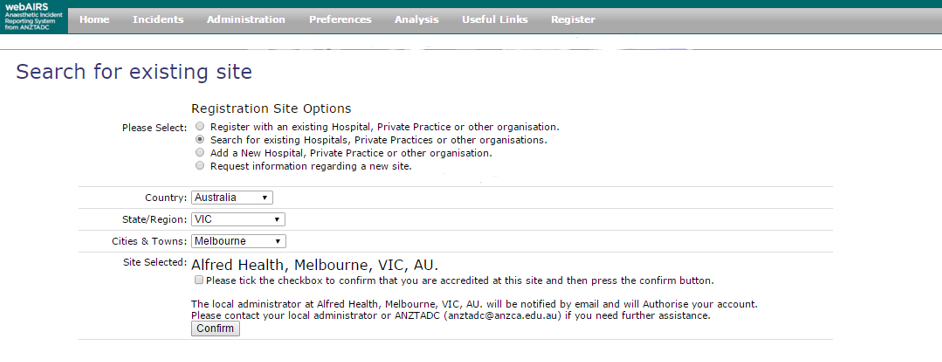 webAIRS
Anaesthetic Incident
Reporting System
from ANZTADC
Home Incidents Administration Preferences Analysis Useful Links Register
Search for existing site
Registration Site Options
Please Select: Register with an existing Hospital, Private Practice or other organisation.
Search for existing Hospitals, Private Practices or other organisations.
Add a New Hospital, Private Practice or other organisation.
Request information regarding a new site.
Country: Australia
State/Region: VIC
Cities & Towns: Melbourne
Site Selected: Alfred Health, Melbourne, VIC, AU.
Please tick the checkbox to confirm that you are accredited at this site and then press the confirm button.
The local administrator at Alfred Health, Melbourne, VIC, AU. will be notified by email and will Authorise your account.
Please contact your local administrator or ANZTADC (anztadc@anzca.edu.au) if you need further assistance.
Confirm